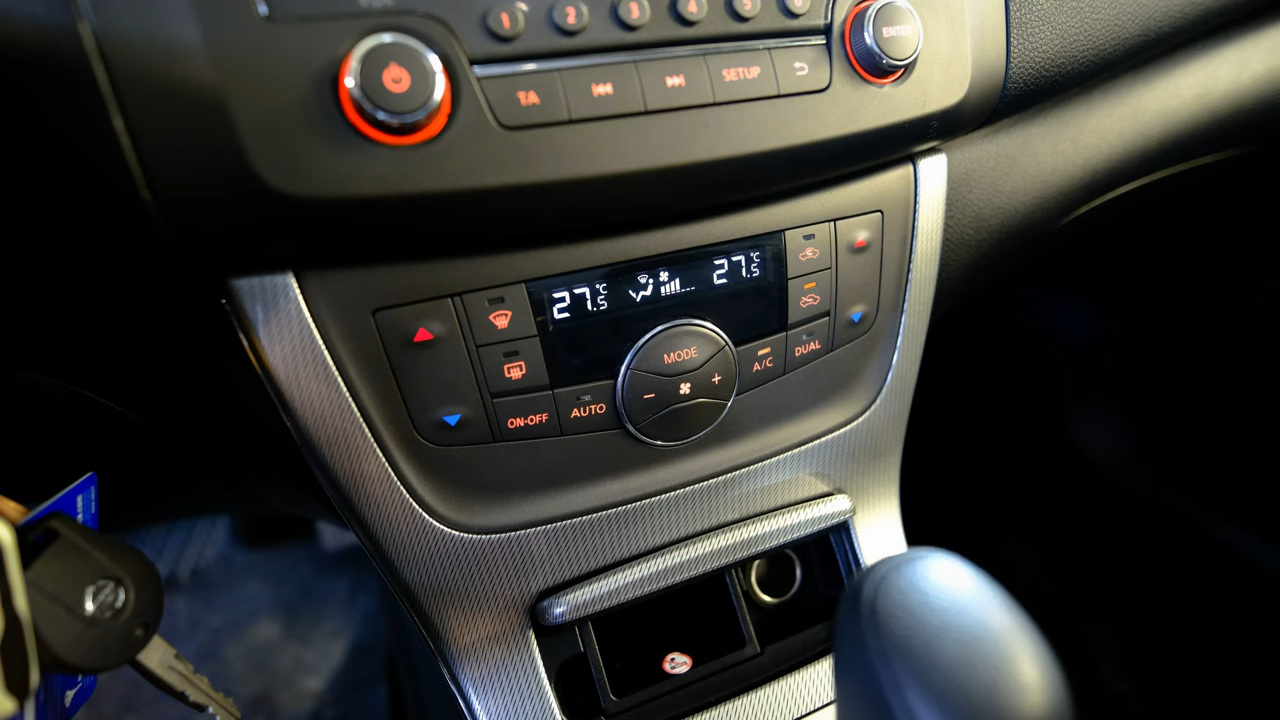 1 2 3 4 5
ENTER
TA SETUP
27.5°C 27.5°C
MODE
A/C DUAL
ON·OFF AUTO